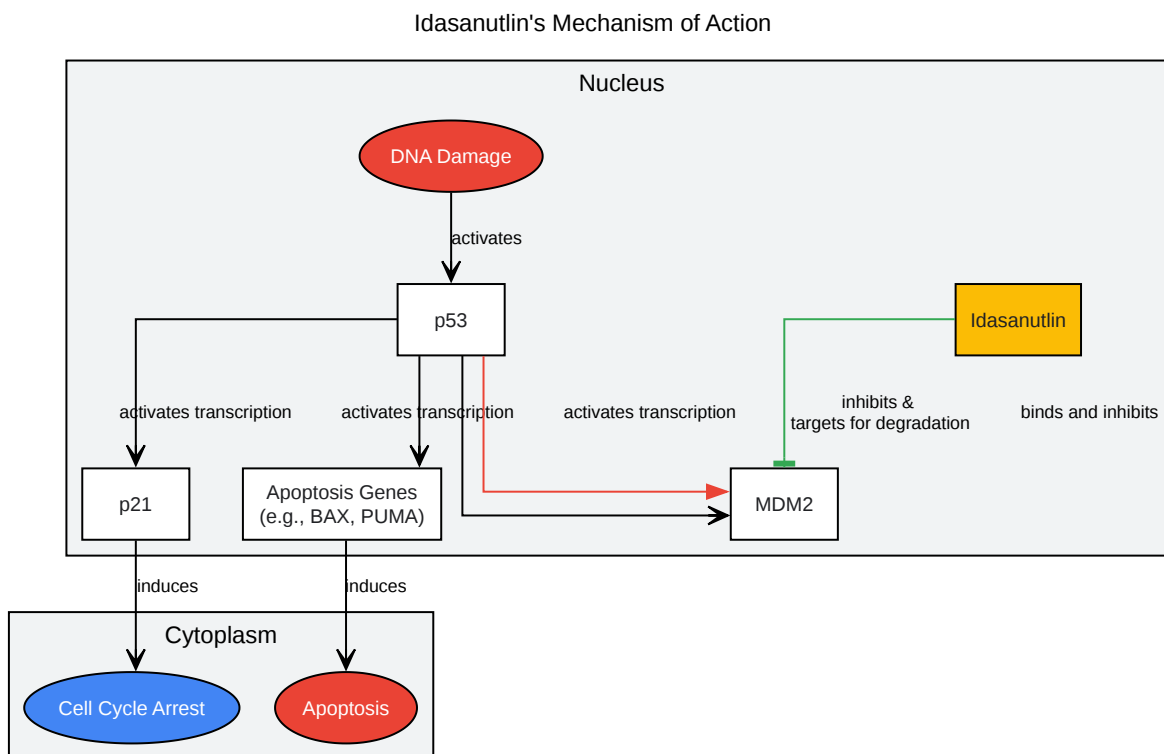 Idasanutlin's Mechanism of Action
Nucleus
DNA Damage
activates
p53
Idasanutlin
activates transcription
activates transcription
activates transcription
inhibits &
targets for degradation
binds and inhibits
p21
Apoptosis Genes
(e.g., BAX, PUMA)
MDM2
induces
induces
Cytoplasm
Cell Cycle Arrest
Apoptosis